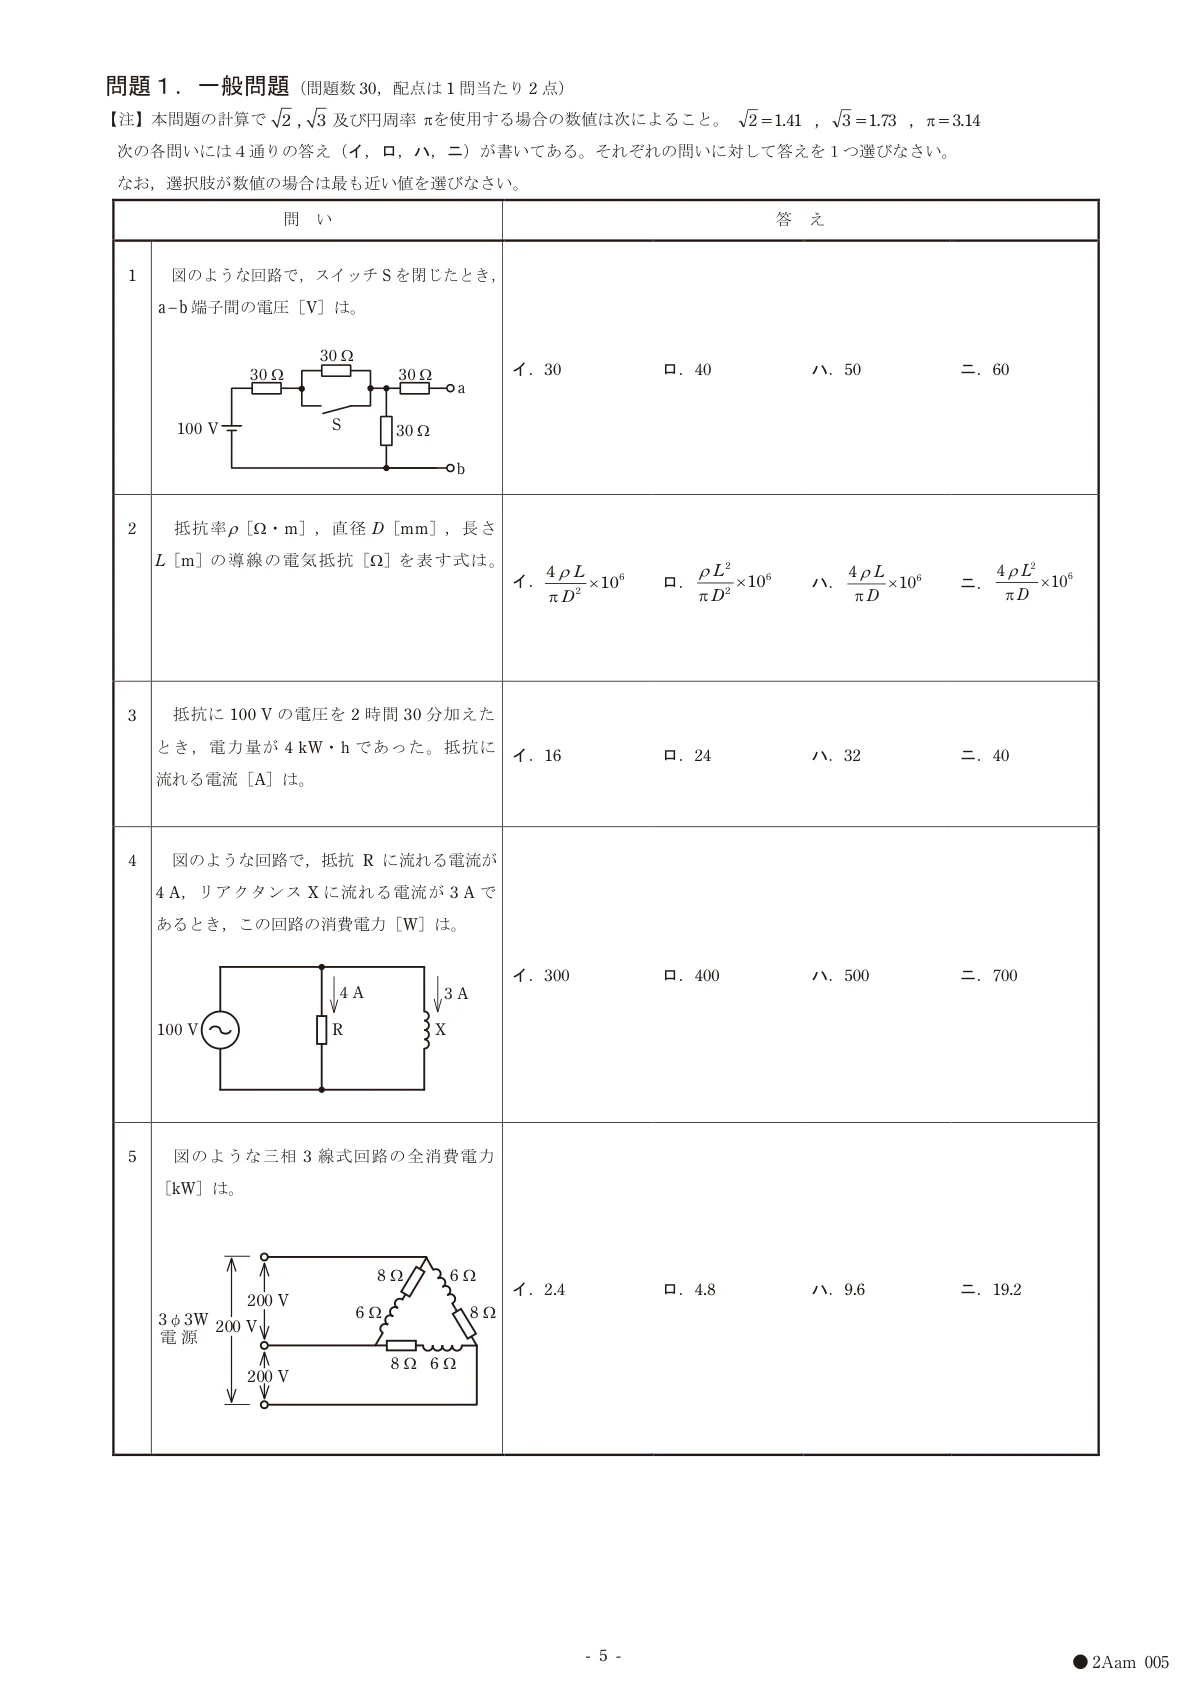 問題1．一般問題（問題数30，配点は1問当たり2点）
【注】本問題の計算で√2，√3及び円周率 πを使用する場合の数値は次によること。 √2=1.41 ，√3=1.73 ，π=3.14
次の各問いには4通りの答え（イ，ロ，ハ，ニ）が書いてある。それぞれの問いに対して答えを1つ選びなさい。
なお，選択肢が数値の場合は最も近い値を選びなさい。
問 い 答 え
1 図のような回路で，スイッチSを閉じたとき，
a−b端子間の電圧［V］は。
30 Ω
30 Ω 30 Ω a
100 V S 30 Ω
b
イ．30 ロ．40 ハ．50 ニ．60
2 抵抗率ρ［Ω・m］，直径 D［mm］，長さ
L［m］の導線の電気抵抗［Ω］を表す式は。
イ．4ρL/πD²×10⁶ ロ．ρL²/πD²×10⁶ ハ．4ρL/πD×10⁶ ニ．4ρL²/πD×10⁶
3 抵抗に 100 V の電圧を 2 時間 30 分加えた
とき，電力量が 4 kW・h であった。抵抗に
流れる電流［A］は。
イ．16 ロ．24 ハ．32 ニ．40
4 図のような回路で，抵抗 R に流れる電流が
4 A，リアクタンス X に流れる電流が 3 A で
あるとき，この回路の消費電力［W］は。
4 A 3 A
100 V R X
イ．300 ロ．400 ハ．500 ニ．700
5 図のような三相 3 線式回路の全消費電力
［kW］は。
8 Ω 6 Ω
200 V
6 Ω 8 Ω
3φ3W 200 V
電 源
8 Ω 6 Ω
200 V
イ．2.4 ロ．4.8 ハ．9.6 ニ．19.2
- 5 -
●2Aam 005